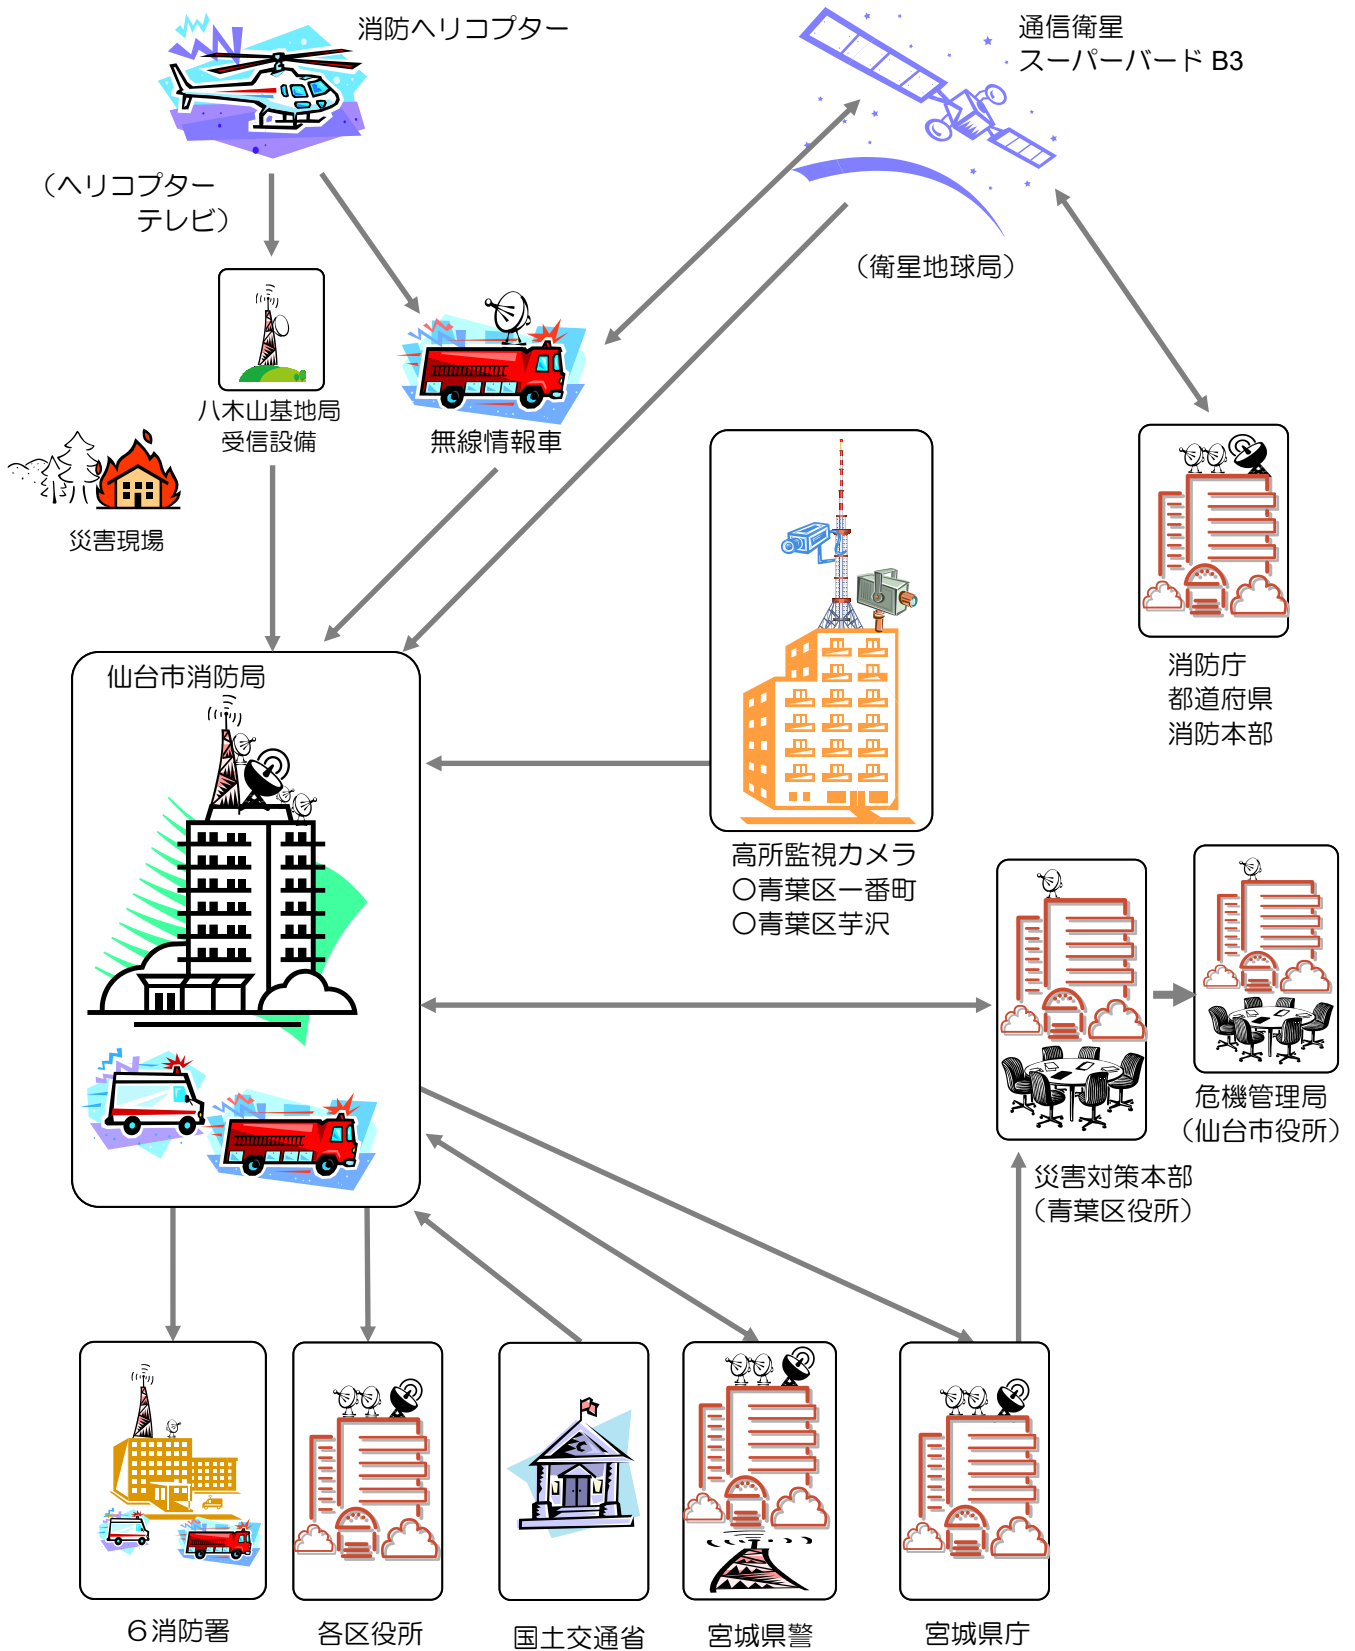 消防ヘリコプター
通信衛星
スーパーバード B3
（ヘリコプター
テレビ）
（衛星地球局）
八木山基地局
受信設備
無線情報車
災害現場
仙台市消防局
消防庁
都道府県
消防本部
高所監視カメラ
〇青葉区一番町
〇青葉区芋沢
危機管理局
（仙台市役所）
災害対策本部
（青葉区役所）
６消防署
各区役所
国土交通省
宮城県警
宮城県庁